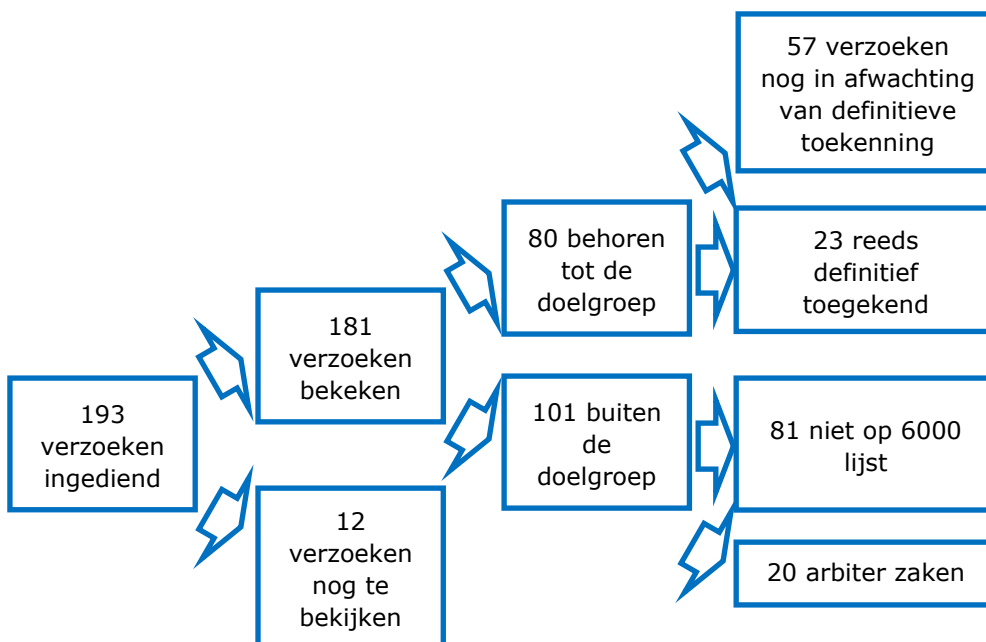 193
verzoeken
ingediend
181
verzoeken
bekeken
12
verzoeken
nog te
bekijken
80 behoren
tot de
doelgroep
101 buiten
de
doelgroep
57 verzoeken
nog in afwachting
van definitieve
toekenning
23 reeds
definitief
toegekend
81 niet op 6000
lijst
20 arbiter zaken